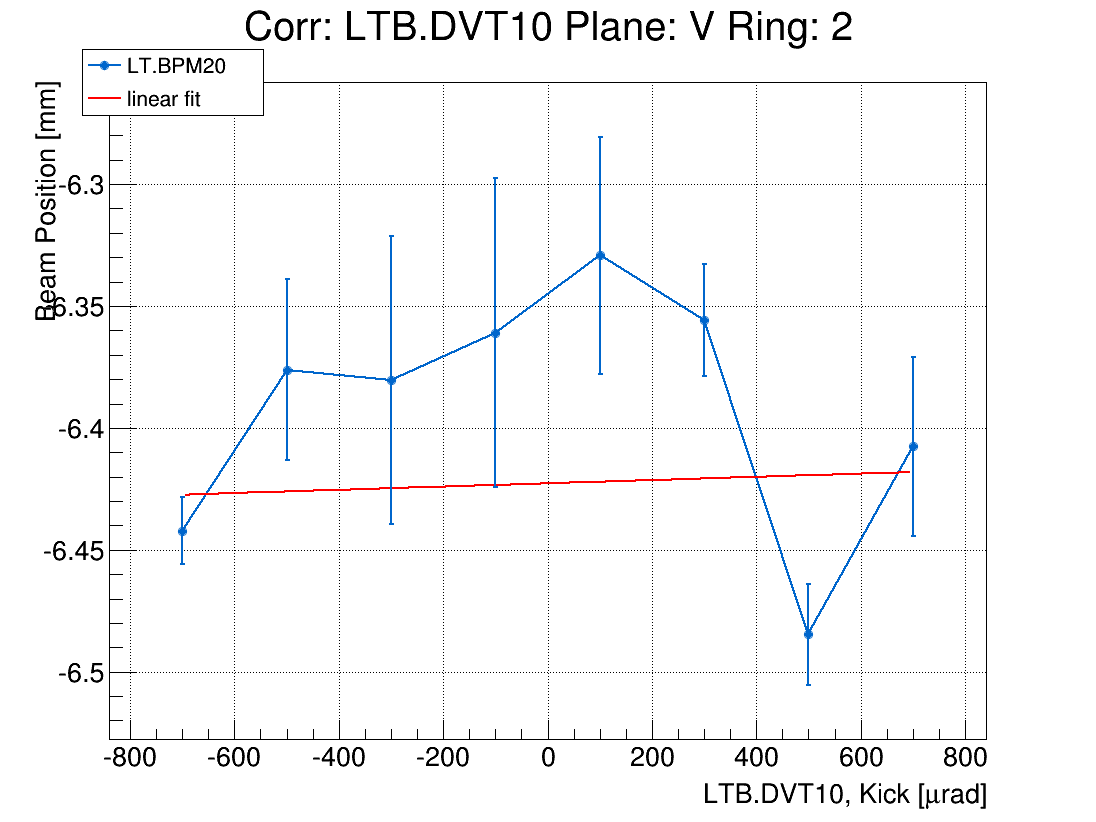 Corr: LTB.DVT10 Plane: V Ring: 2
LT.BPM20
linear fit
Beam Position [mm]
-6.3
-6.35
-6.4
-6.45
-6.5
-800 -600 -400 -200 0 200 400 600 800
LTB.DVT10, Kick [μrad]